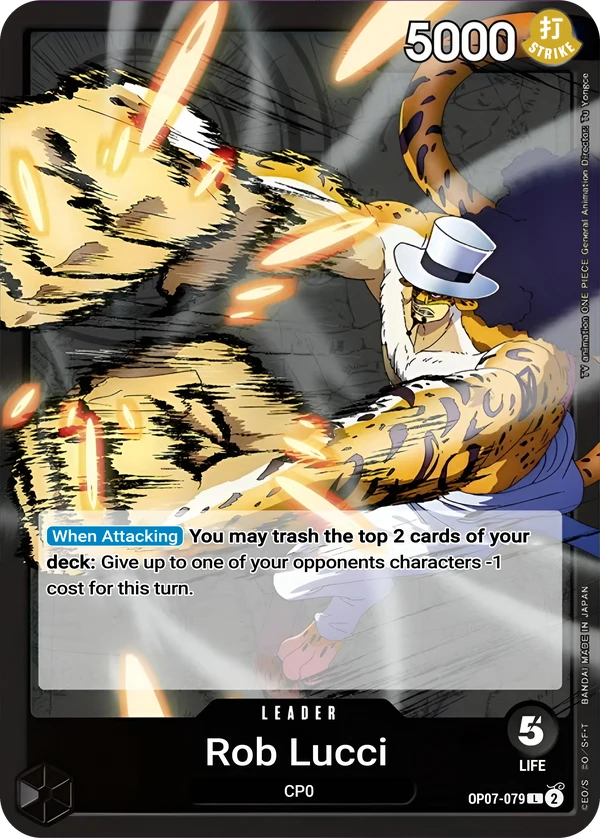 5000
打
STRIKE
TV animation ONE PIECE General Animation Director: Tu Yongce
When Attacking You may trash the top 2 cards of your
deck: Give up to one of your opponents characters -1
cost for this turn.
BANDAI MADE IN JAPAN
©E.O/S ©O/S·F·T
LEADER
Rob Lucci
CP0
5
LIFE
OP07-079 L 2